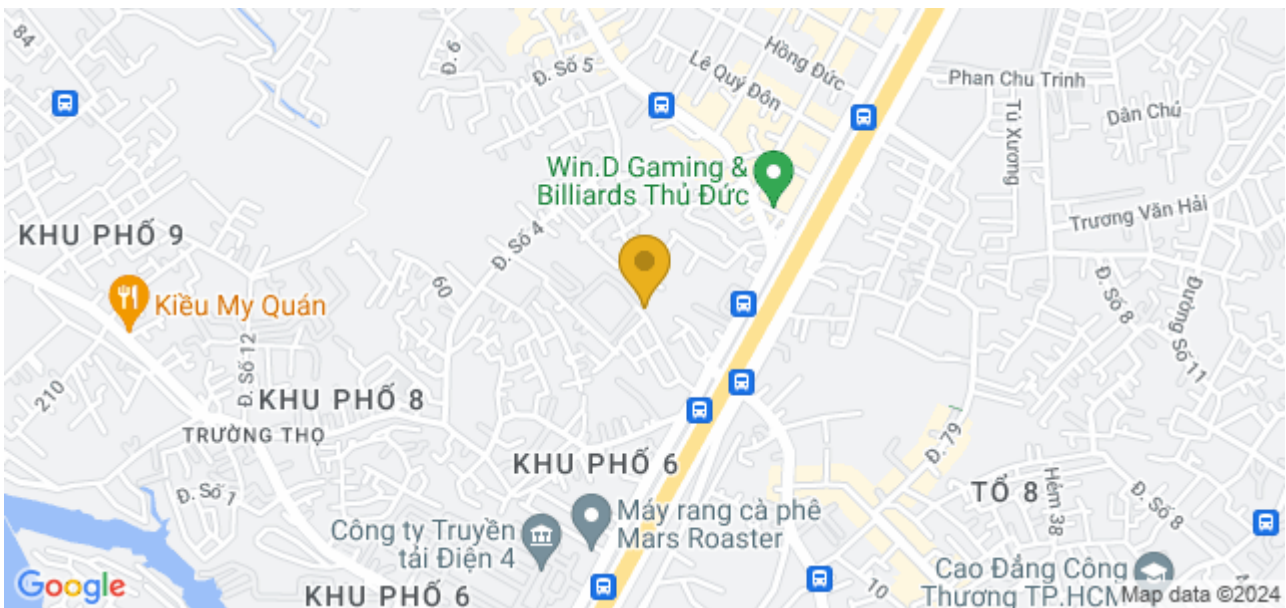 84
Đ. 6
Đ. Số 5
Hồng Đức
Lê Quý Đôn
Phan Chu Trinh
Tú Xương
Dân Chủ
Win.D Gaming &
Billiards Thủ Đức
Trương Văn Hải
KHU PHỐ 9
Đ. Số 4
60
Kiều My Quán
Đ. Số 8
Đường Số 11
Đ. Số 12
210
KHU PHỐ 8
TRƯỜNG THỌ
Đ. 79
KHU PHỐ 6
Đ. Số 1
TỔ 8
Hẻm 38
Đ. Số 8
Công ty Truyền
tải Điện 4
Máy rang cà phê
Mars Roaster
Google
KHU PHỐ 6
10
Cao Đẳng Công
Thương TP.HCM
Map data ©2024